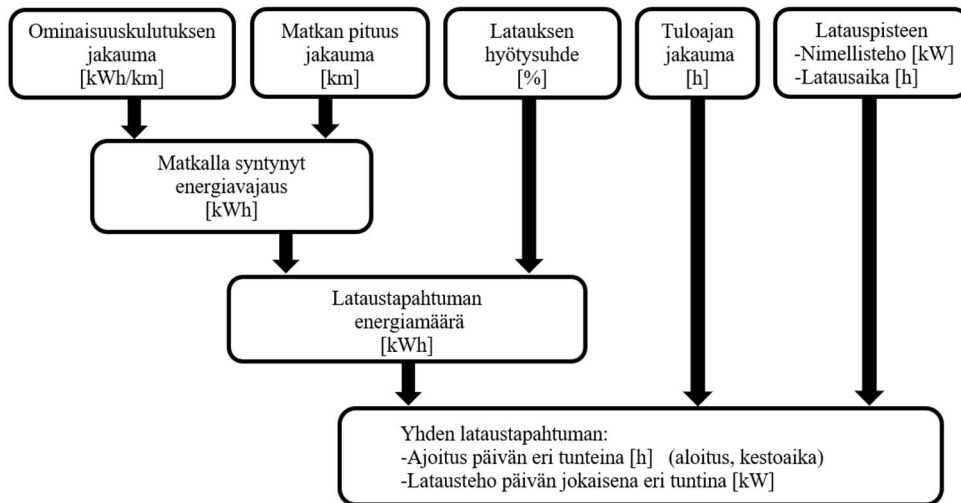 Ominaisuuskulutuksen
jakauma
[kWh/km]
Matkan pituus
jakauma
[km]
Latauksen
hyötysuhde
[%]
Tuloajan
jakauma
[h]
Latauspisteen
-Nimellisteho [kW]
-Latausaika [h]
Matkalla syntynyt
energiavajaus
[kWh]
Lataustapahtuman
energiamäärä
[kWh]
Yhden lataustapahtuman:
-Ajoitus päivän eri tunteina [h] (aloitus, kestoaika)
-Latausteho päivän jokaisena eri tuntina [kW]